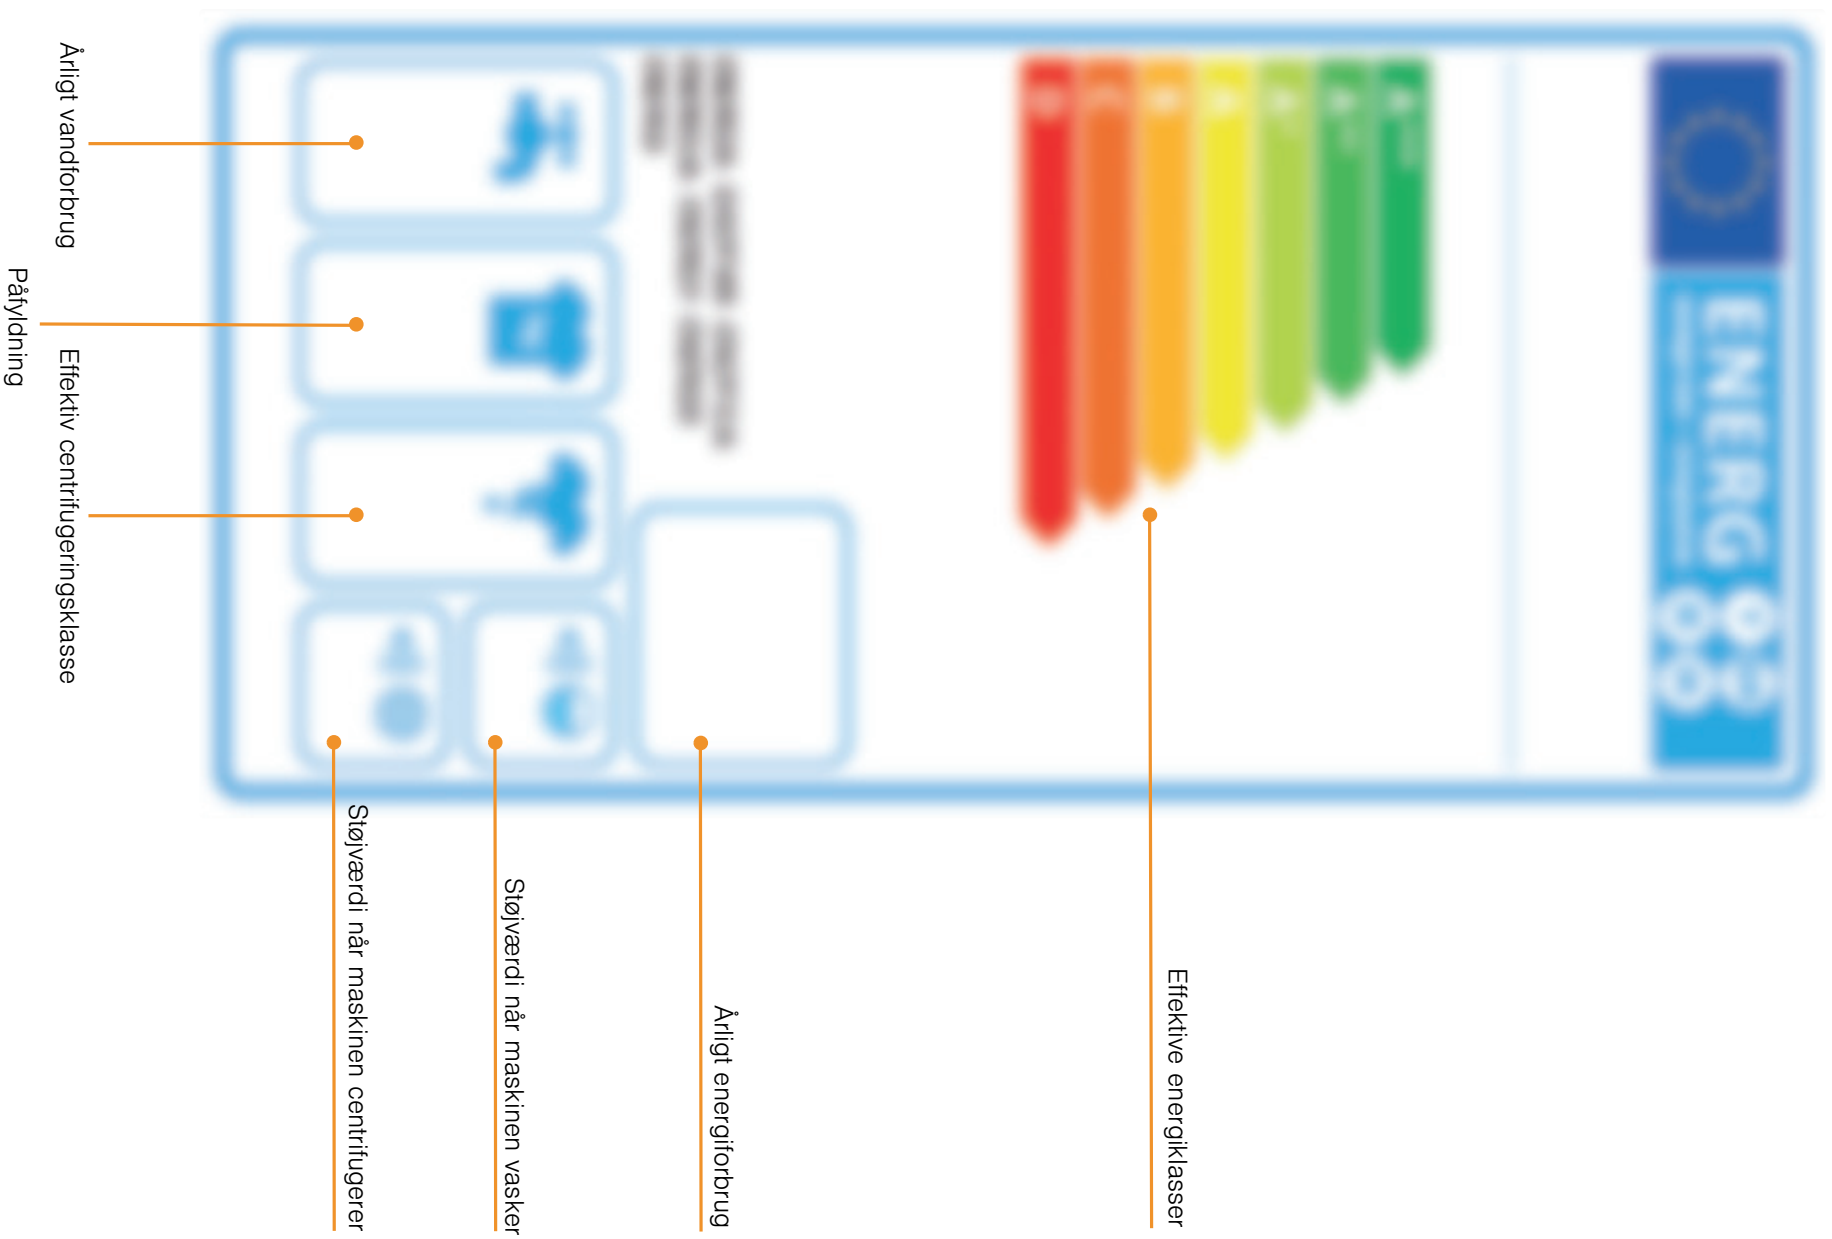 ENERG
A
A
A
A
B
C
D
Effektive energiklasser
Årligt energiforbrug
Støjværdi når maskinen vasker
Støjværdi når maskinen centrifugerer
Årligt vandforbrug
Påfyldning
Effektiv centrifugeringsklasse